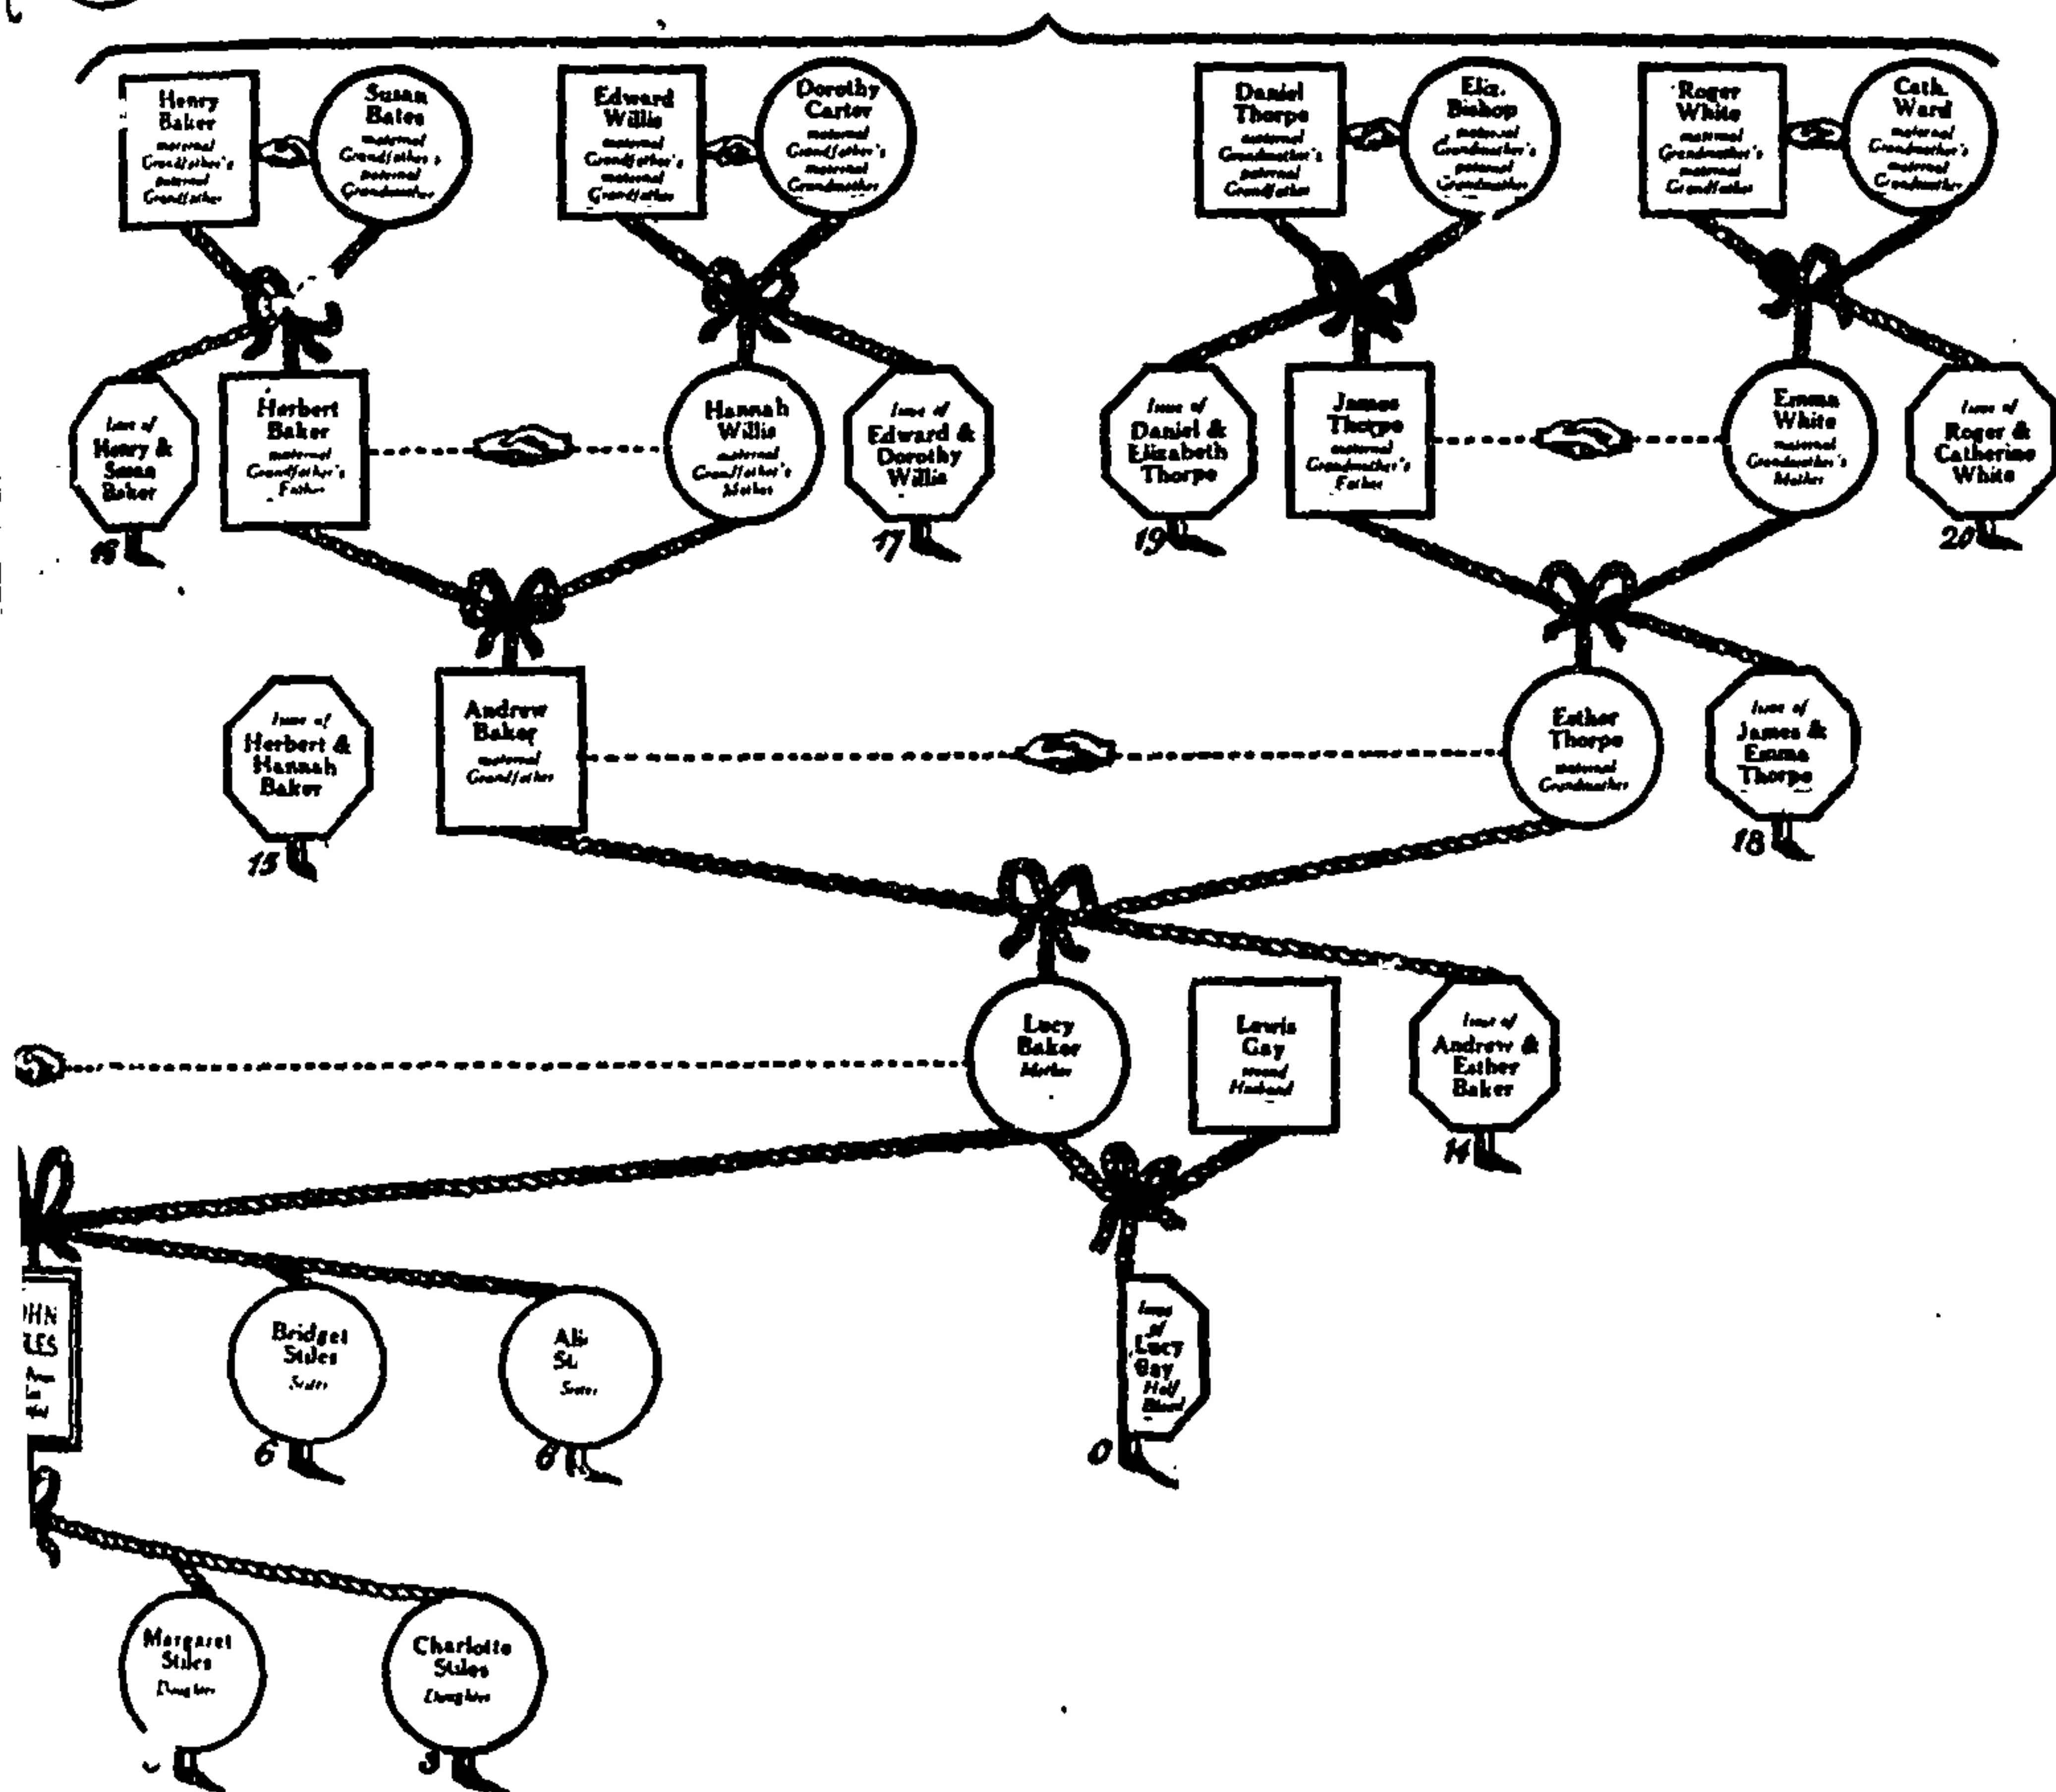 Henry
Baker
maternal
Grandfather's
paternal
Grandfather
Susan
Bates
maternal
Grandfather's
paternal
Grandmother
Edward
Willis
maternal
Grandfather's
maternal
Grandfather
Dorothy
Carter
maternal
Grandfather's
maternal
Grandmother
Daniel
Thorpe
maternal
Grandmother's
paternal
Grandfather
Eliz.
Bishop
maternal
Grandmother's
paternal
Grandmother
Roger
White
maternal
Grandmother's
maternal
Grandfather
Cath.
Ward
maternal
Grandmother's
maternal
Grandmother
Issue of
Henry &
Susan
Baker
16
Herbert
Baker
maternal
Grandfather's
Father
Hannah
Willis
maternal
Grandfather's
Mother
Issue of
Edward &
Dorothy
Willis
17
Issue of
Daniel &
Elizabeth
Thorpe
19
James
Thorpe
maternal
Grandmother's
Father
Emma
White
maternal
Grandmother's
Mother
Issue of
Roger &
Catherine
White
20
Issue of
Herbert &
Hannah
Baker
15
Andrew
Baker
maternal
Grandfather
Esther
Thorpe
maternal
Grandmother
Issue of
James &
Emma
Thorpe
18
Lucy
Baker
Mother
Lewis
Gay
second
Husband
Issue of
Andrew &
Esther
Baker
14
OHN
LES
Bridget
Stiles
Sister
6
Sister
Issue
of
Lucy
Gay
Half
Blood
0
Margaret
Stiles
Daughter
Charlotte
Stiles
Daughter
3